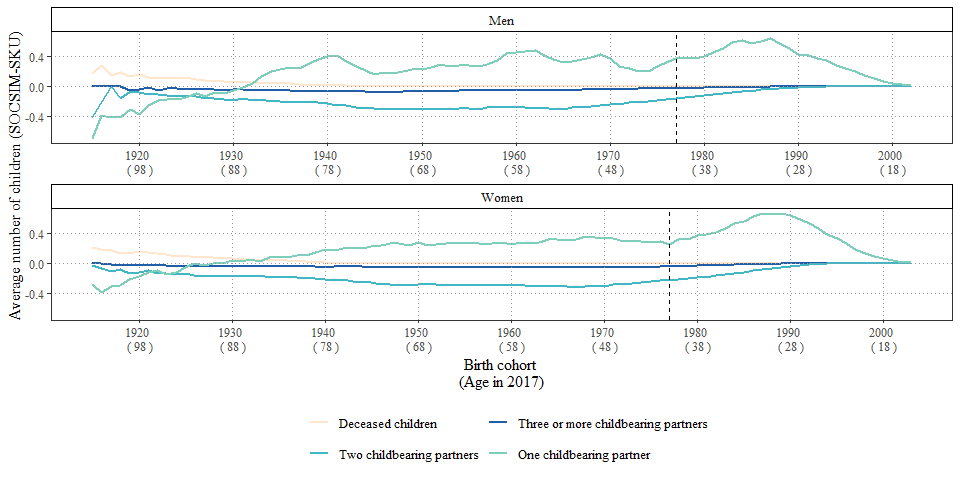 Average number of children (SOCSIM-SKU)
Men
0.4
0.0
-0.4
1920 1930 1940 1950 1960 1970 1980 1990 2000
( 98 ) ( 88 ) ( 78 ) ( 68 ) ( 58 ) ( 48 ) ( 38 ) ( 28 ) ( 18 )
Women
0.4
0.0
-0.4
1920 1930 1940 1950 1960 1970 1980 1990 2000
( 98 ) ( 88 ) ( 78 ) ( 68 ) ( 58 ) ( 48 ) ( 38 ) ( 28 ) ( 18 )
Birth cohort
(Age in 2017)
Deceased children Three or more childbearing partners
Two childbearing partners One childbearing partner